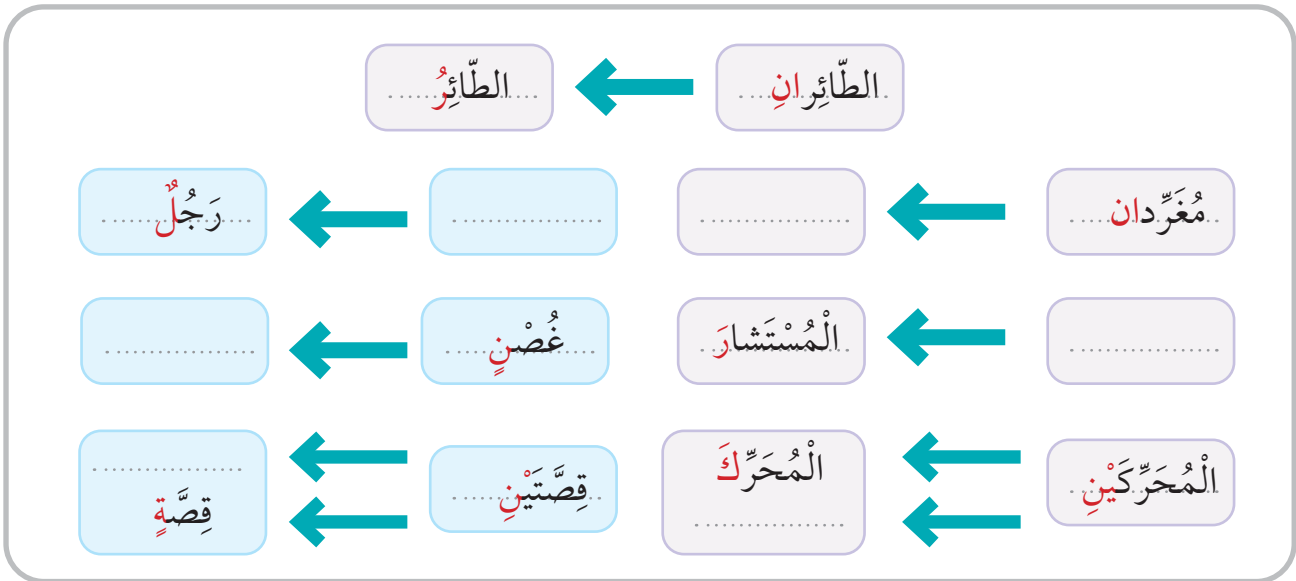 الطّائِرانِ الطّائِرُ
مُغَرِّدان رَجُلٌ
الْمُسْتَشارَ غُصْنٍ
الْمُحَرِّكَيْنِ الْمُحَرِّكَ قِصَّتَيْنِ قِصَّةٍ